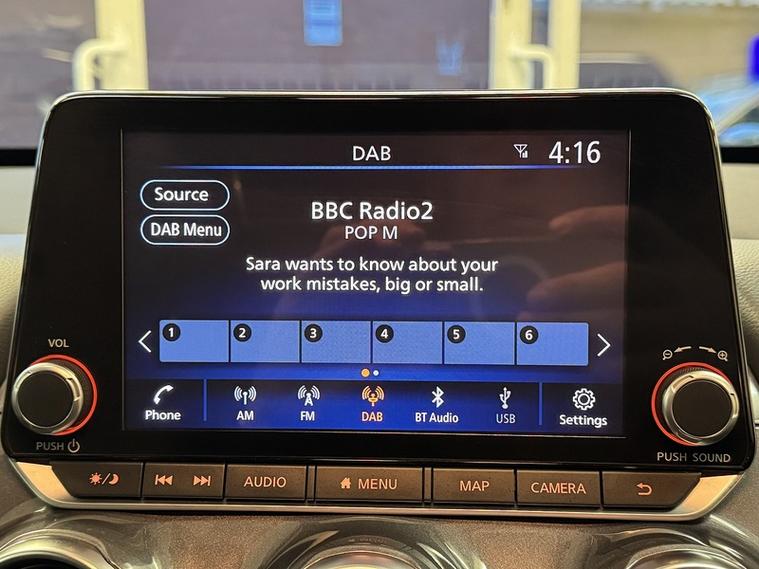 DAB
4:16
Source
DAB Menu
BBC Radio2
POP M
Sara wants to know about your
work mistakes, big or small.
1 2 3 4 5 6
Phone
AM
FM
DAB
BT Audio
USB
Settings
VOL
PUSH
PUSH SOUND
AUDIO
MENU
MAP
CAMERA